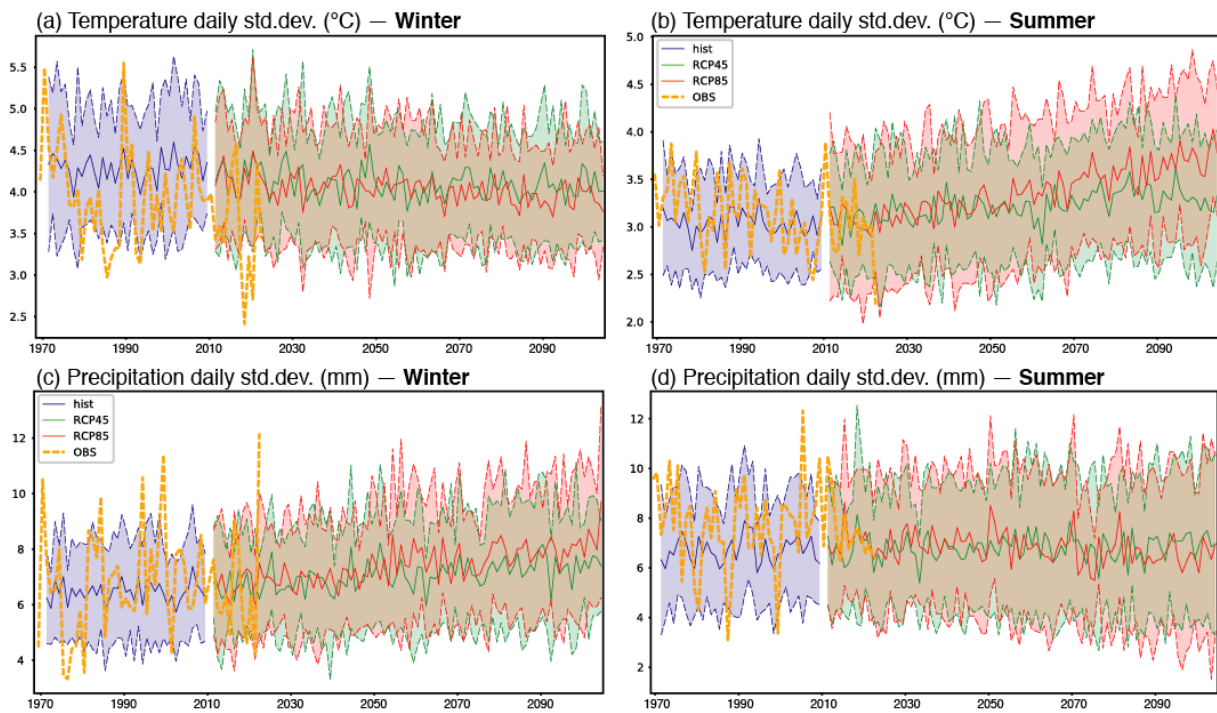 (a) Temperature daily std.dev. (°C) — Winter
5.5
5.0
4.5
4.0
3.5
3.0
2.5
1970 1990 2010 2030 2050 2070 2090
(b) Temperature daily std.dev. (°C) — Summer
5.0
4.5
4.0
3.5
3.0
2.5
2.0
hist
RCP45
RCP85
OBS
1970 1990 2010 2030 2050 2070 2090
(c) Precipitation daily std.dev. (mm) — Winter
hist
RCP45
RCP85
OBS
12
10
8
6
4
1970 1990 2010 2030 2050 2070 2090
(d) Precipitation daily std.dev. (mm) — Summer
12
10
8
6
4
2
1970 1990 2010 2030 2050 2070 2090